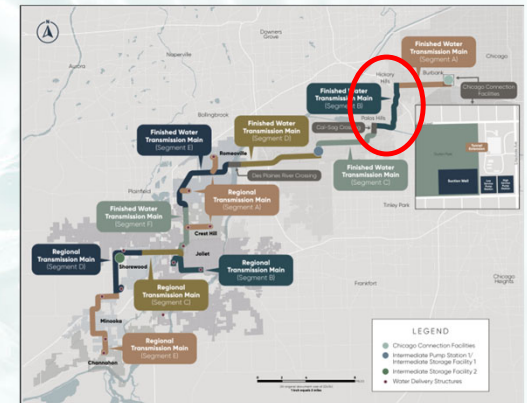 N
Downers
Grove
Naperville
Aurora
Finished Water
Transmission Main
(Segment A)
Chicago
Hickory
Hills
Burbank
Chicago Connection
Facilities
Finished Water
Transmission Main
(Segment B)
Bolingbrook
Palos Hills
Cal-Sag Crossing
Finished Water
Transmission Main
(Segment E)
Finished Water
Transmission Main
(Segment D)
Romeoville
Des Plaines River Crossing
Finished Water
Transmission Main
(Segment C)
Plainfield
Regional
Transmission Main
(Segment A)
Tinley Park
Finished Water
Transmission Main
(Segment F)
Crest Hill
Regional
Transmission Main
(Segment D)
Joliet
Shorewood
Regional
Transmission Main
(Segment B)
Regional
Transmission Main
(Segment C)
Frankfort
Chicago
Heights
Minooka
Regional
Transmission Main
(Segment E)
Channahon
Suction Well
LEGEND
Chicago Connection Facilities
Intermediate Pump Station 1/
Intermediate Storage Facility 1
Intermediate Storage Facility 2
Water Delivery Structures